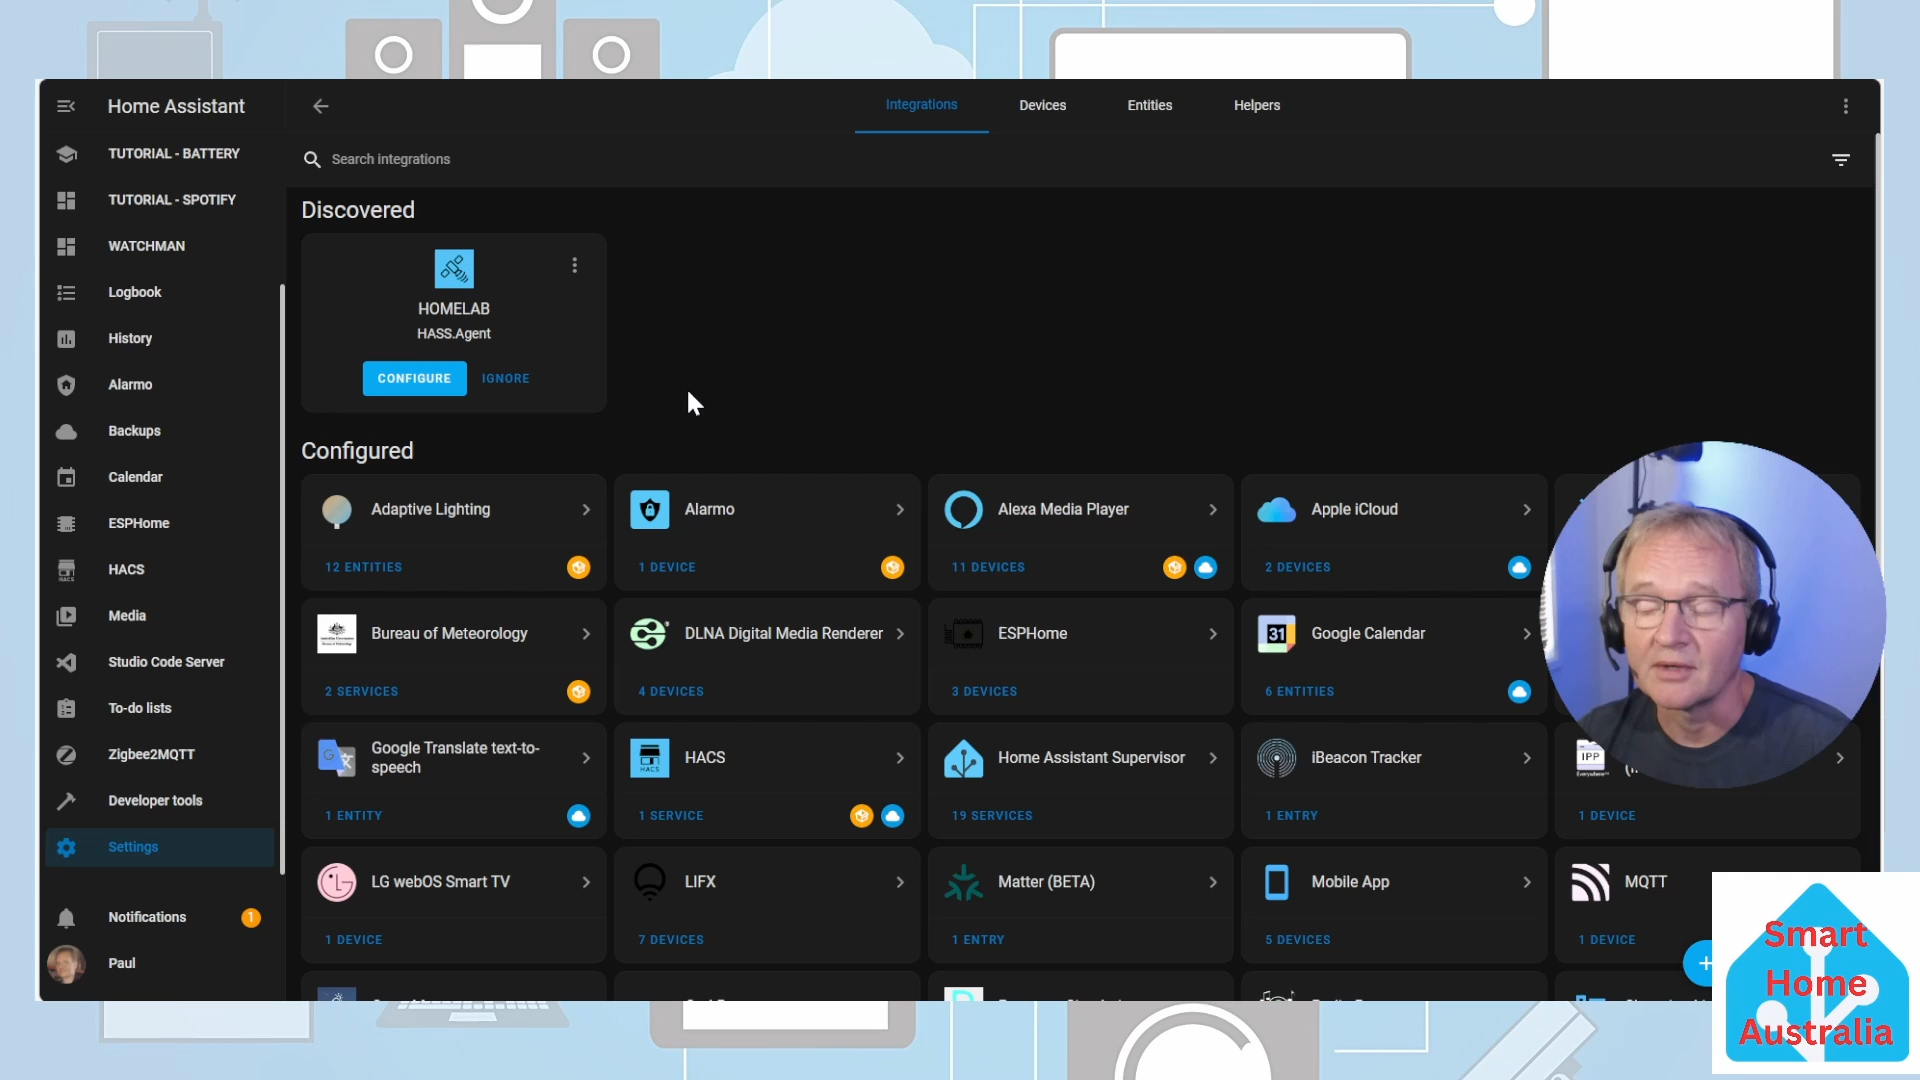 Home Assistant
Integrations
Devices
Entities
Helpers
TUTORIAL - BATTERY
TUTORIAL - SPOTIFY
WATCHMAN
Logbook
History
Alarmo
Backups
Calendar
ESPHome
HACS
HACS
Media
Studio Code Server
To-do lists
Zigbee2MQTT
Developer tools
Settings
Notifications
1
Paul
Search integrations
Discovered
HOMELAB
HASS.Agent
CONFIGURE
IGNORE
Configured
Adaptive Lighting
12 ENTITIES
Alarmo
1 DEVICE
Alexa Media Player
11 DEVICES
Apple iCloud
2 DEVICES
Bureau of Meteorology
2 SERVICES
DLNA Digital Media Renderer
4 DEVICES
ESPHome
3 DEVICES
31
Google Calendar
6 ENTITIES
G
Google Translate text-to-
speech
1 ENTITY
HACS
HACS
1 SERVICE
Home Assistant Supervisor
19 SERVICES
iBeacon Tracker
1 ENTRY
IPP
1 DEVICE
LG webOS Smart TV
1 DEVICE
LIFX
7 DEVICES
Matter (BETA)
1 ENTRY
Mobile App
5 DEVICES
MQTT
1 DEVICE
Smart
Home
Australia